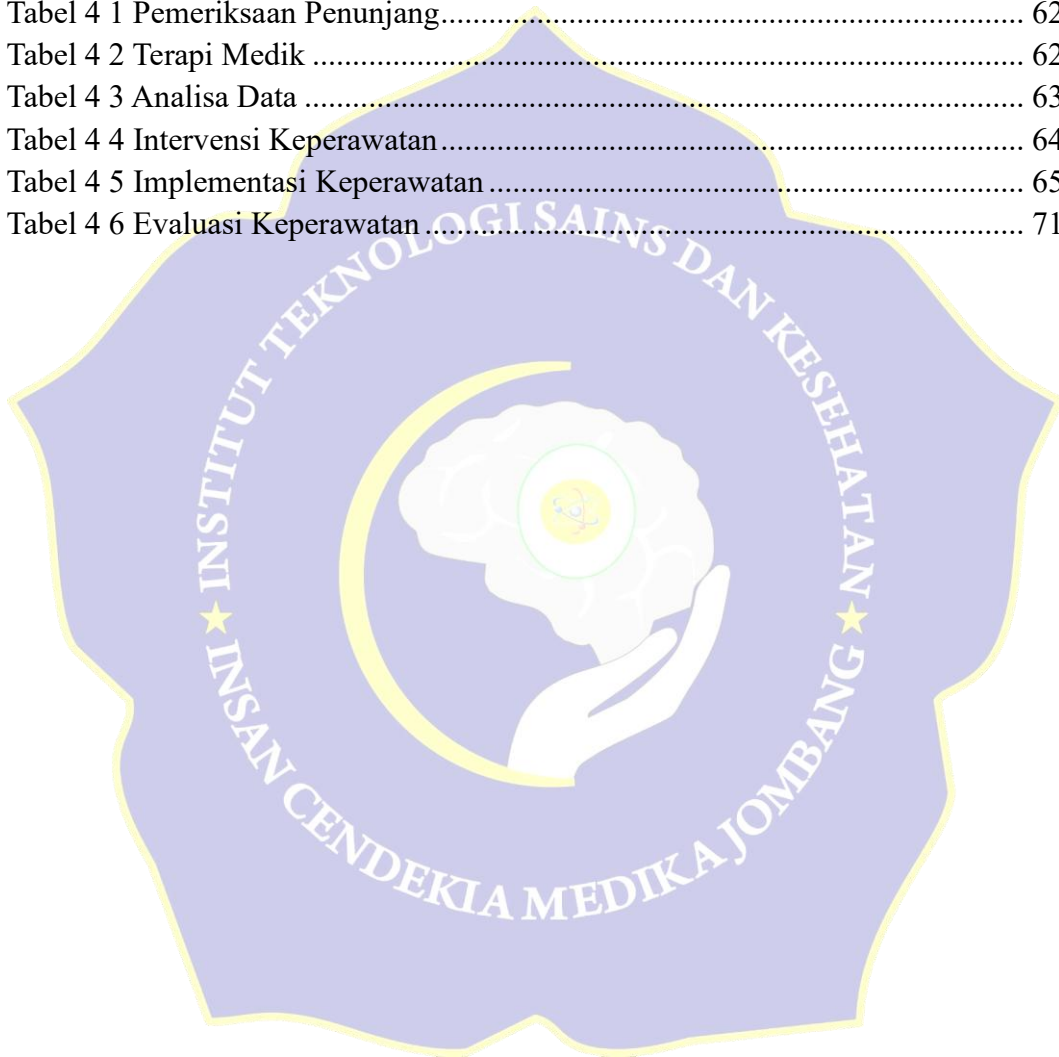 Tabel 4 1 Pemeriksaan Penunjang........................................................................ 62
Tabel 4 2 Terapi Medik ........................................................................................ 62
Tabel 4 3 Analisa Data ......................................................................................... 63
Tabel 4 4 Intervensi Keperawatan........................................................................ 64
Tabel 4 5 Implementasi Keperawatan .................................................................. 65
Tabel 4 6 Evaluasi Keperawatan .......................................................................... 71
INSTITUT TEKNOLOGI SAINS DAN KESEHATAN
INSAN CENDEKIA MEDIKA JOMBANG